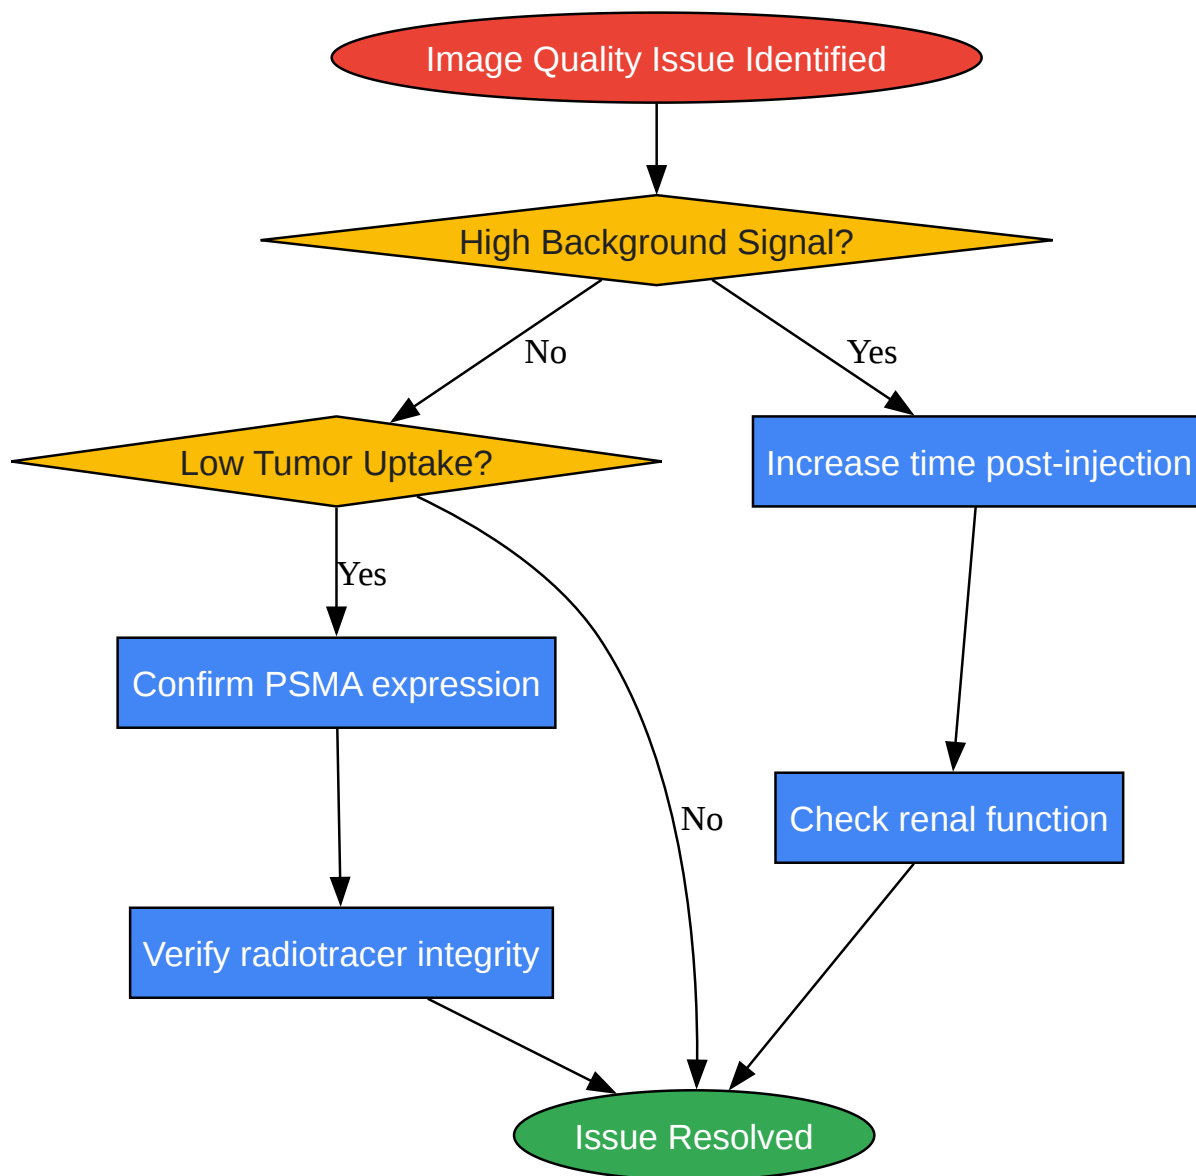 Image Quality Issue Identified
High Background Signal?
No
Yes
Low Tumor Uptake?
Increase time post-injection
Yes
Confirm PSMA expression
No
Check renal function
Verify radiotracer integrity
Issue Resolved